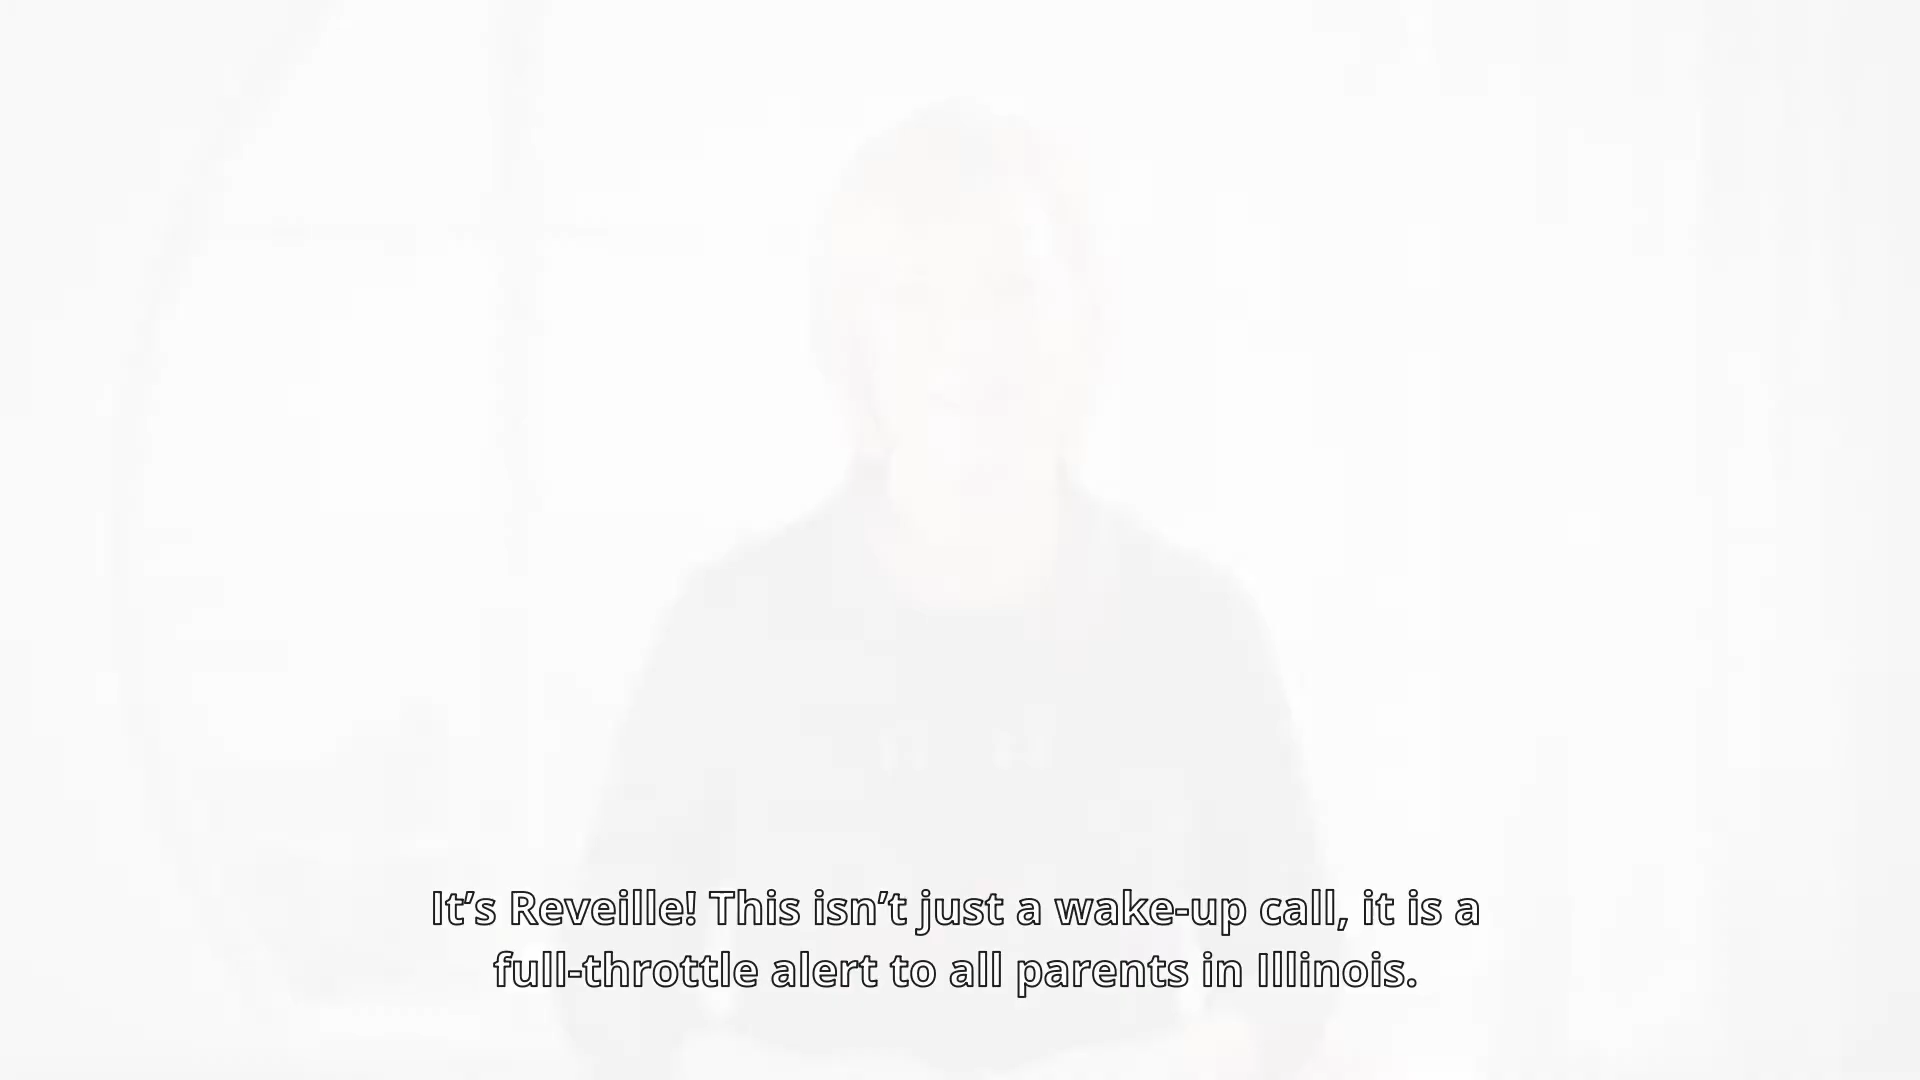 It’s Reveille! This isn’t just a wake-up call, it is a
full-throttle alert to all parents in Illinois.